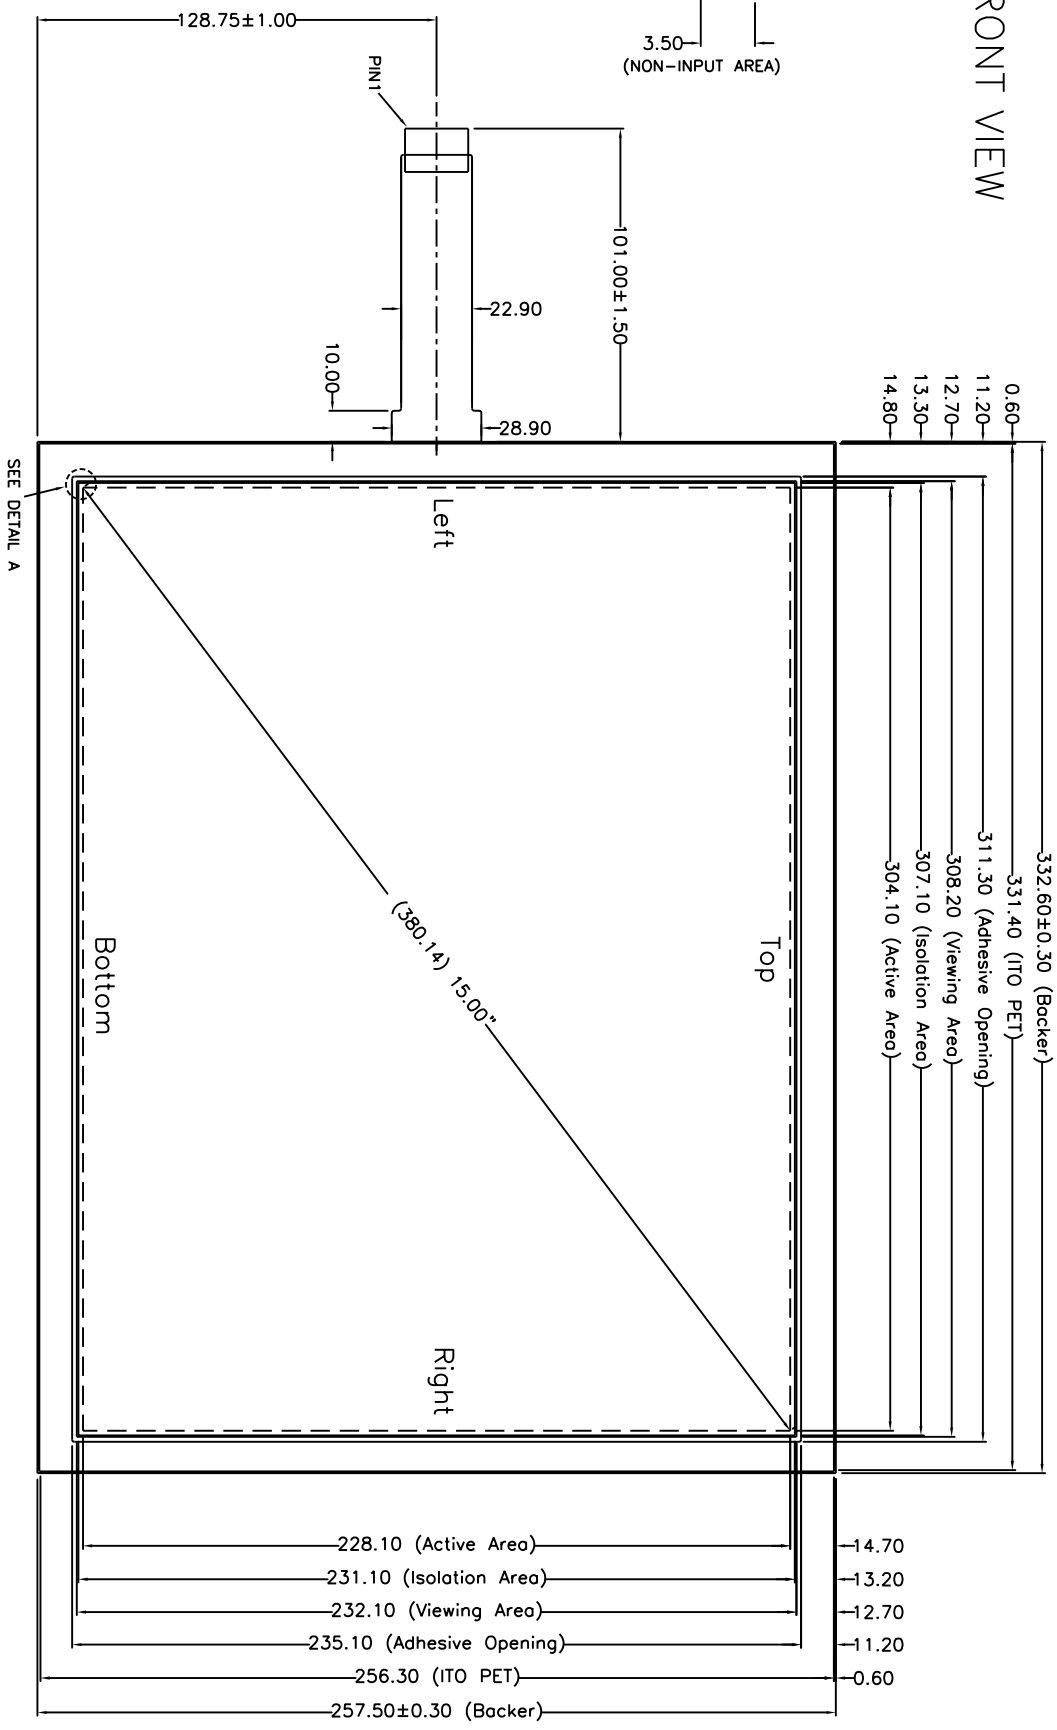 FRONT VIEW
3.50
(NON-INPUT AREA)
128.75±1.00
PIN1
101.00±1.50
22.90
10.00
28.90
0.60
11.20
12.70
13.30
14.80
332.60±0.30 (Backer)
331.40 (ITO PET)
311.30 (Adhesive Opening)
308.20 (Viewing Area)
307.10 (Isolation Area)
304.10 (Active Area)
SEE DETAIL A
Left
Top
(380.14) 15.00"
Bottom
Right
228.10 (Active Area)
14.70
231.10 (Isolation Area)
13.20
232.10 (Viewing Area)
12.70
235.10 (Adhesive Opening)
11.20
256.30 (ITO PET)
0.60
257.50±0.30 (Backer)